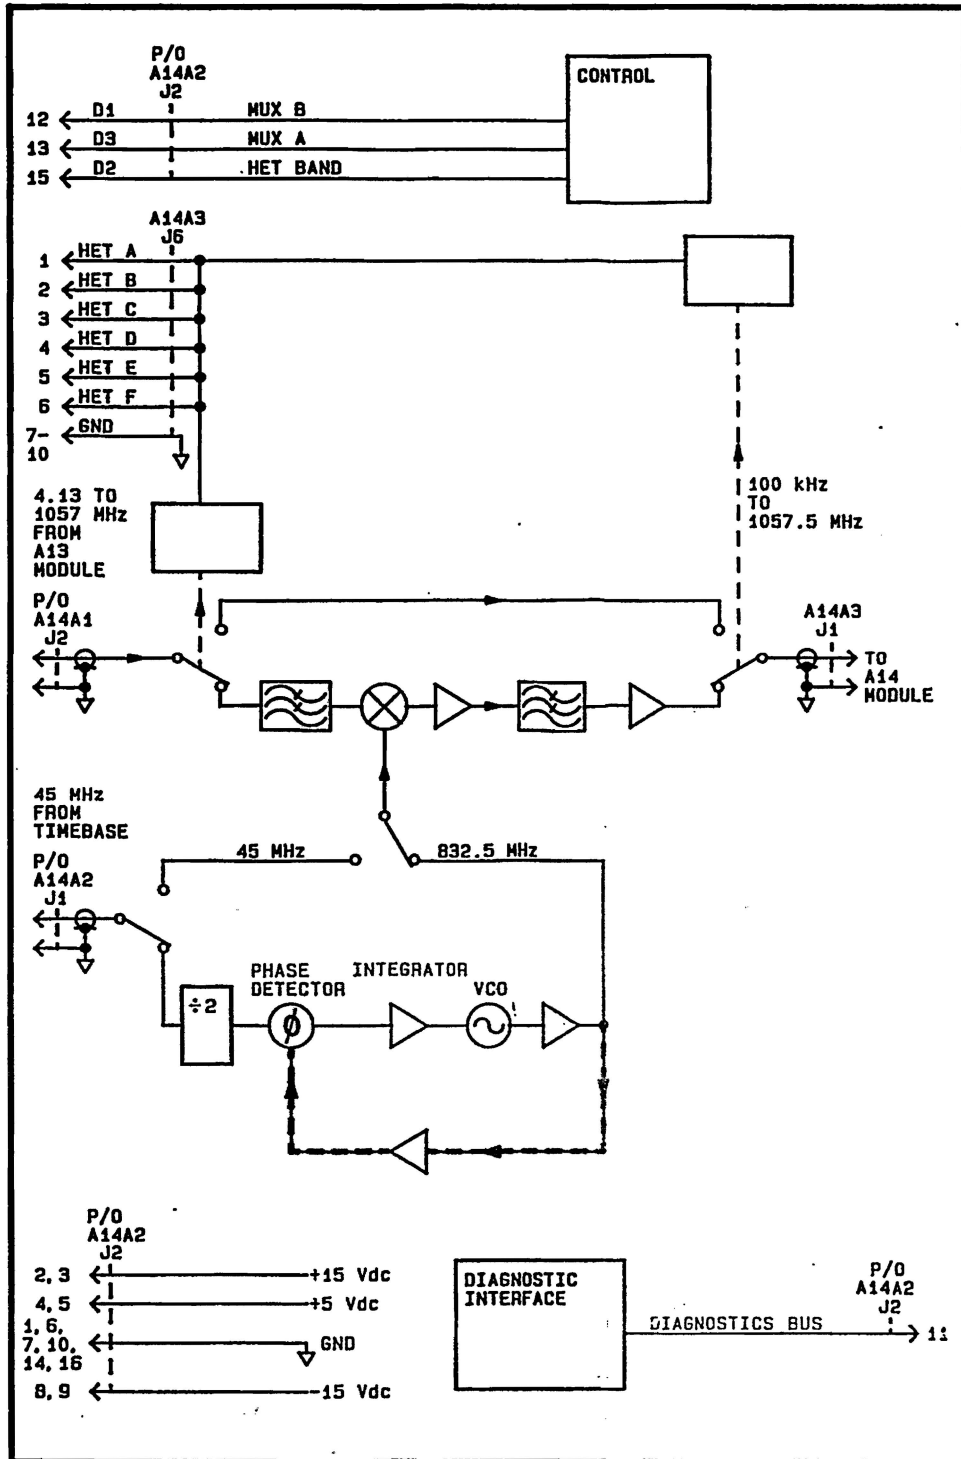 P/O
A14A2
J2
CONTROL
12 D1 MUX B
13 D3 MUX A
15 D2 HET BAND
A14A3
J6
1 HET A
2 HET B
3 HET C
4 HET D
5 HET E
6 HET F
7-
10
GND
4.13 TO
1057 MHz
FROM
A13
MODULE
100 kHz
TO
1057.5 MHz
P/O
A14A1
J2
A14A3
J1
TO
A14
MODULE
45 MHz
FROM
TIMEBASE
P/O
A14A2
J1
45 MHz
832.5 MHz
PHASE
DETECTOR
INTEGRATOR
VCO
÷2
ϕ
P/O
A14A2
J2
2,3 +15 Vdc
4,5 +5 Vdc
1,6,
7,10,
14,16
GND
8,9 -15 Vdc
DIAGNOSTIC
INTERFACE
DIAGNOSTICS BUS
P/O
A14A2
J2
11